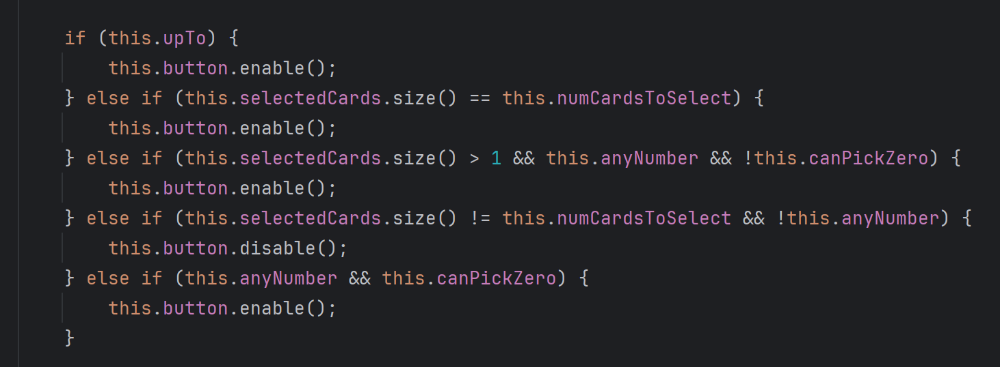 if (this.upTo) {
    this.button.enable();
} else if (this.selectedCards.size() == this.numCardsToSelect) {
    this.button.enable();
} else if (this.selectedCards.size() > 1 && this.anyNumber && !this.canPickZero) {
    this.button.enable();
} else if (this.selectedCards.size() != this.numCardsToSelect && !this.anyNumber) {
    this.button.disable();
} else if (this.anyNumber && this.canPickZero) {
    this.button.enable();
}